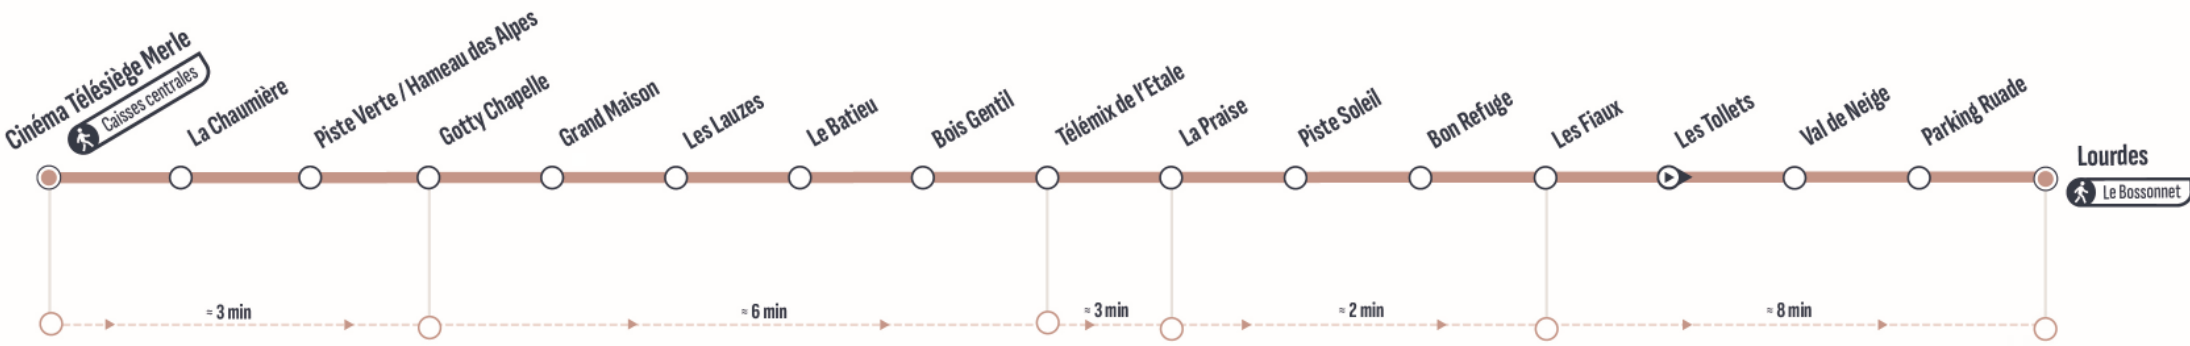 Cinéma Télésiège Merle
Caisses centrales
La Chaumière
Piste Verte / Hameau des Alpes
Gotty Chapelle
Grand Maison
Les Lauzes
Le Batieu
Bois Gentil
Télémix de l'Etale
La Praise
Piste Soleil
Bon Refuge
Les Fiaux
Les Tollets
Val de Neige
Parking Ruade
Lourdes
Le Bossonnet
≈ 3 min
≈ 6 min
≈ 3 min
≈ 2 min
≈ 8 min